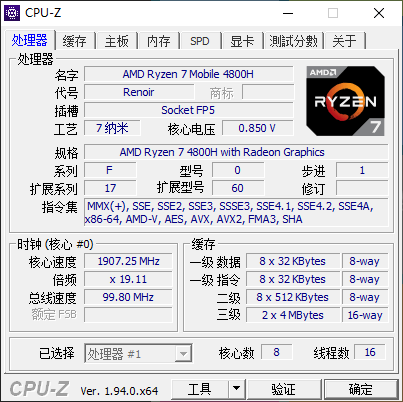 CPU-Z
处理器 缓存 主板 内存 SPD 显卡 測試分數 关于
处理器
名字 AMD Ryzen 7 Mobile 4800H
代号 Renoir 商标
插槽 Socket FP5
工艺 7 纳米 核心电压 0.850 V
AMD RYZEN 7
规格 AMD Ryzen 7 4800H with Radeon Graphics
系列 F 型号 0 步进 1
扩展系列 17 扩展型号 60 修订
指令集 MMX(+), SSE, SSE2, SSE3, SSSE3, SSE4.1, SSE4.2, SSE4A,
x86-64, AMD-V, AES, AVX, AVX2, FMA3, SHA
时钟 (核心 #0) 缓存
核心速度 1907.25 MHz 一级 数据 8 x 32 KBytes 8-way
倍频 x 19.11 一级 指令 8 x 32 KBytes 8-way
总线速度 99.80 MHz 二级 8 x 512 KBytes 8-way
额定 FSB 三级 2 x 4 MBytes 16-way
已选择 处理器 #1 核心数 8 线程数 16
CPU-Z Ver. 1.94.0.x64 工具 验证 确定